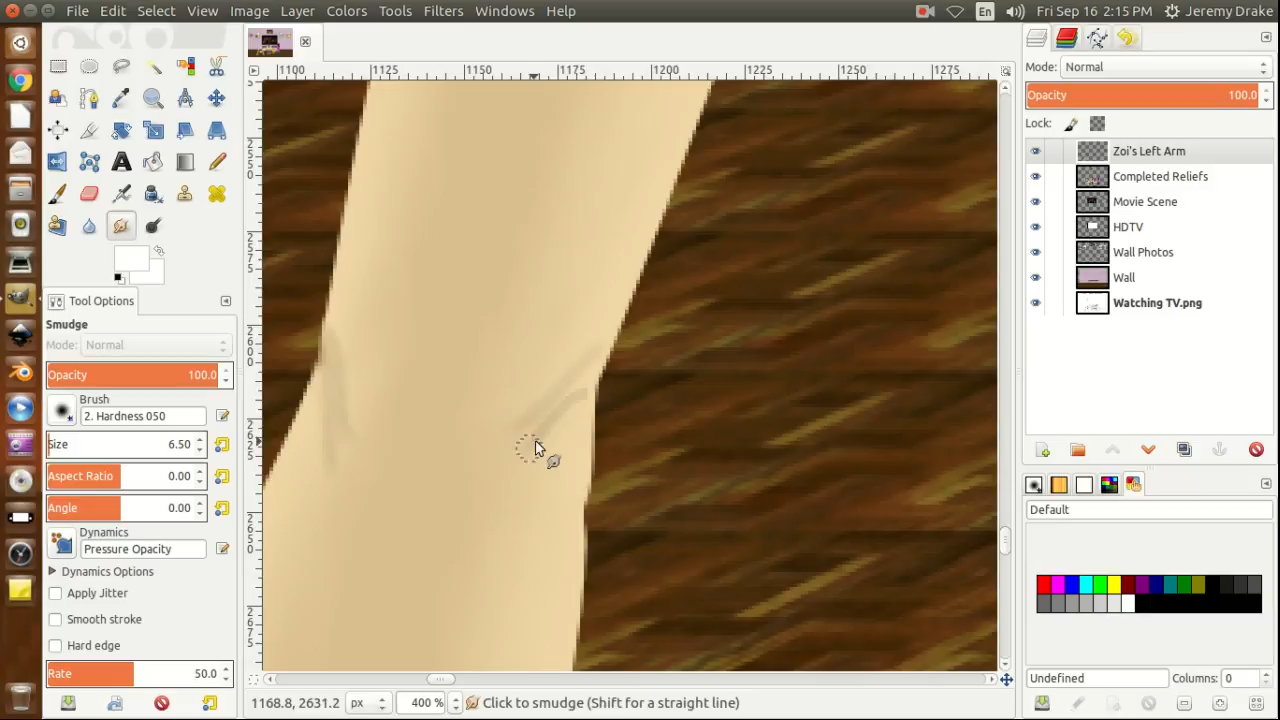 File Edit Select View Image Layer Colors Tools Filters Windows Help
En Fri Sep 16 2:15 PM Jeremy Drake
Tool Options
Smudge
Mode: Normal
Opacity 100.0
Brush
2. Hardness 050
Size 6.50
Aspect Ratio 0.00
Angle 0.00
Dynamics
Pressure Opacity
Dynamics Options
Apply Jitter
Smooth stroke
Hard edge
Rate 50.0
1100 1125 1150 1175 1200 1225 1250 1275
1168.8, 2631.2 px 400 % Click to smudge (Shift for a straight line)
Mode: Normal
Opacity 100.0
Lock:
Zoi's Left Arm
Completed Reliefs
Movie Scene
HDTV
Wall Photos
Wall
Watching TV.png
Default
Undefined Columns: 0